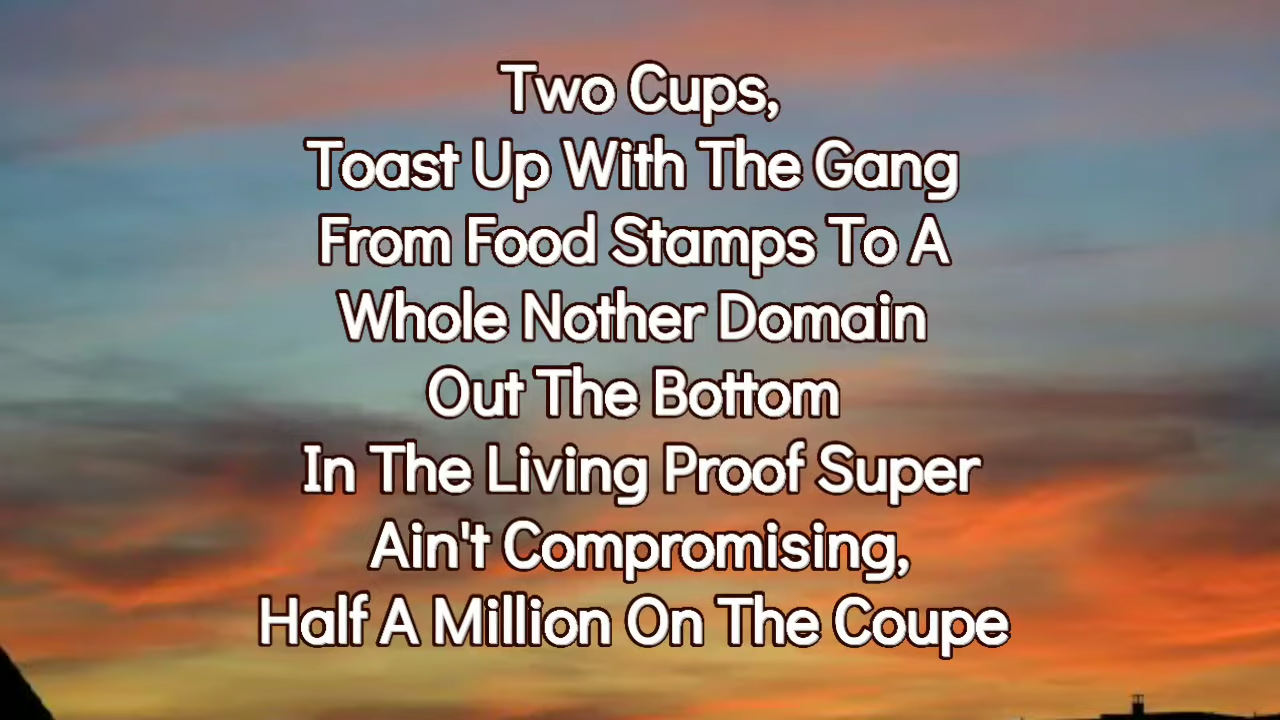 Two Cups,
Toast Up With The Gang
From Food Stamps To A
Whole Nother Domain
Out The Bottom
In The Living Proof Super
Ain't Compromising,
Half A Million On The Coupe